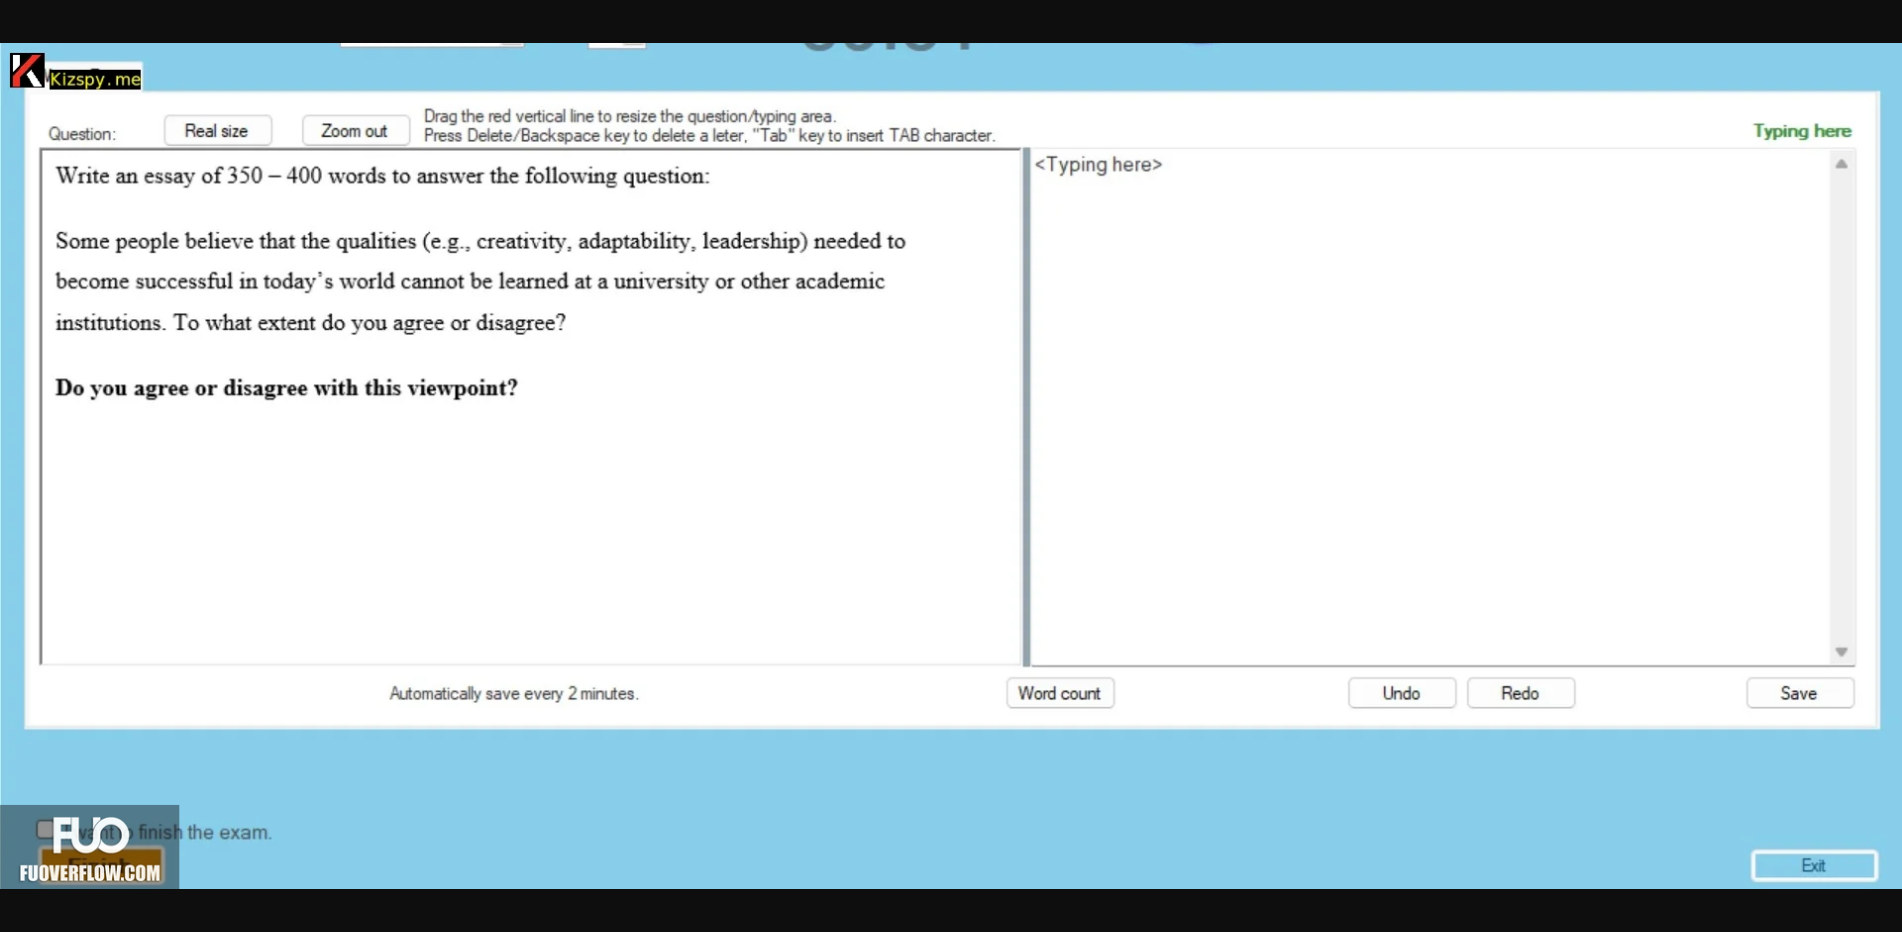 Kizspy.me
Question:
Real size
Zoom out
Drag the red vertical line to resize the question/typing area.
Press Delete/Backspace key to delete a leter, "Tab" key to insert TAB character.
Typing here
Write an essay of 350 – 400 words to answer the following question:
Some people believe that the qualities (e.g., creativity, adaptability, leadership) needed to
become successful in today's world cannot be learned at a university or other academic
institutions. To what extent do you agree or disagree?
Do you agree or disagree with this viewpoint?
<Typing here>
Automatically save every 2 minutes.
Word count
Undo
Redo
Save
finish the exam.
FUO
FUOVERFLOW.COM
Exit